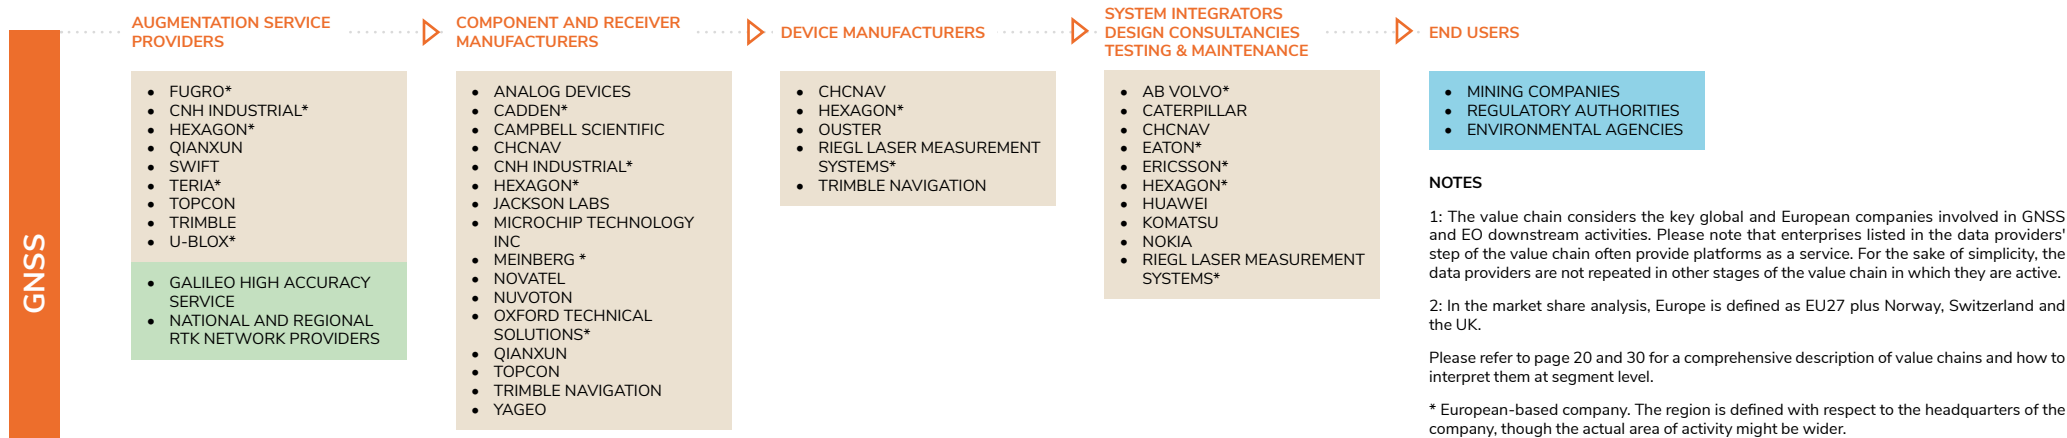 GNSS
AUGMENTATION SERVICE
PROVIDERS
• FUGRO*
• CNH INDUSTRIAL*
• HEXAGON*
• QIANXUN
• SWIFT
• TERIA*
• TOPCON
• TRIMBLE
• U-BLOX*
• GALILEO HIGH ACCURACY
SERVICE
• NATIONAL AND REGIONAL
RTK NETWORK PROVIDERS
COMPONENT AND RECEIVER
MANUFACTURERS
• ANALOG DEVICES
• CADDEN*
• CAMPBELL SCIENTIFIC
• CHCNAV
• CNH INDUSTRIAL*
• HEXAGON*
• JACKSON LABS
• MICROCHIP TECHNOLOGY
INC
• MEINBERG *
• NOVATEL
• NUVOTON
• OXFORD TECHNICAL
SOLUTIONS*
• QIANXUN
• TOPCON
• TRIMBLE NAVIGATION
• YAGEO
DEVICE MANUFACTURERS
• CHCNAV
• HEXAGON*
• OUSTER
• RIEGL LASER MEASUREMENT
SYSTEMS*
• TRIMBLE NAVIGATION
SYSTEM INTEGRATORS
DESIGN CONSULTANCIES
TESTING & MAINTENANCE
• AB VOLVO*
• CATERPILLAR
• CHCNAV
• EATON*
• ERICSSON*
• HEXAGON*
• HUAWEI
• KOMATSU
• NOKIA
• RIEGL LASER MEASUREMENT
SYSTEMS*
END USERS
• MINING COMPANIES
• REGULATORY AUTHORITIES
• ENVIRONMENTAL AGENCIES
NOTES
1: The value chain considers the key global and European companies involved in GNSS
and EO downstream activities. Please note that enterprises listed in the data providers'
step of the value chain often provide platforms as a service. For the sake of simplicity, the
data providers are not repeated in other stages of the value chain in which they are active.
2: In the market share analysis, Europe is defined as EU27 plus Norway, Switzerland and
the UK.
Please refer to page 20 and 30 for a comprehensive description of value chains and how to
interpret them at segment level.
* European-based company. The region is defined with respect to the headquarters of the
company, though the actual area of activity might be wider.